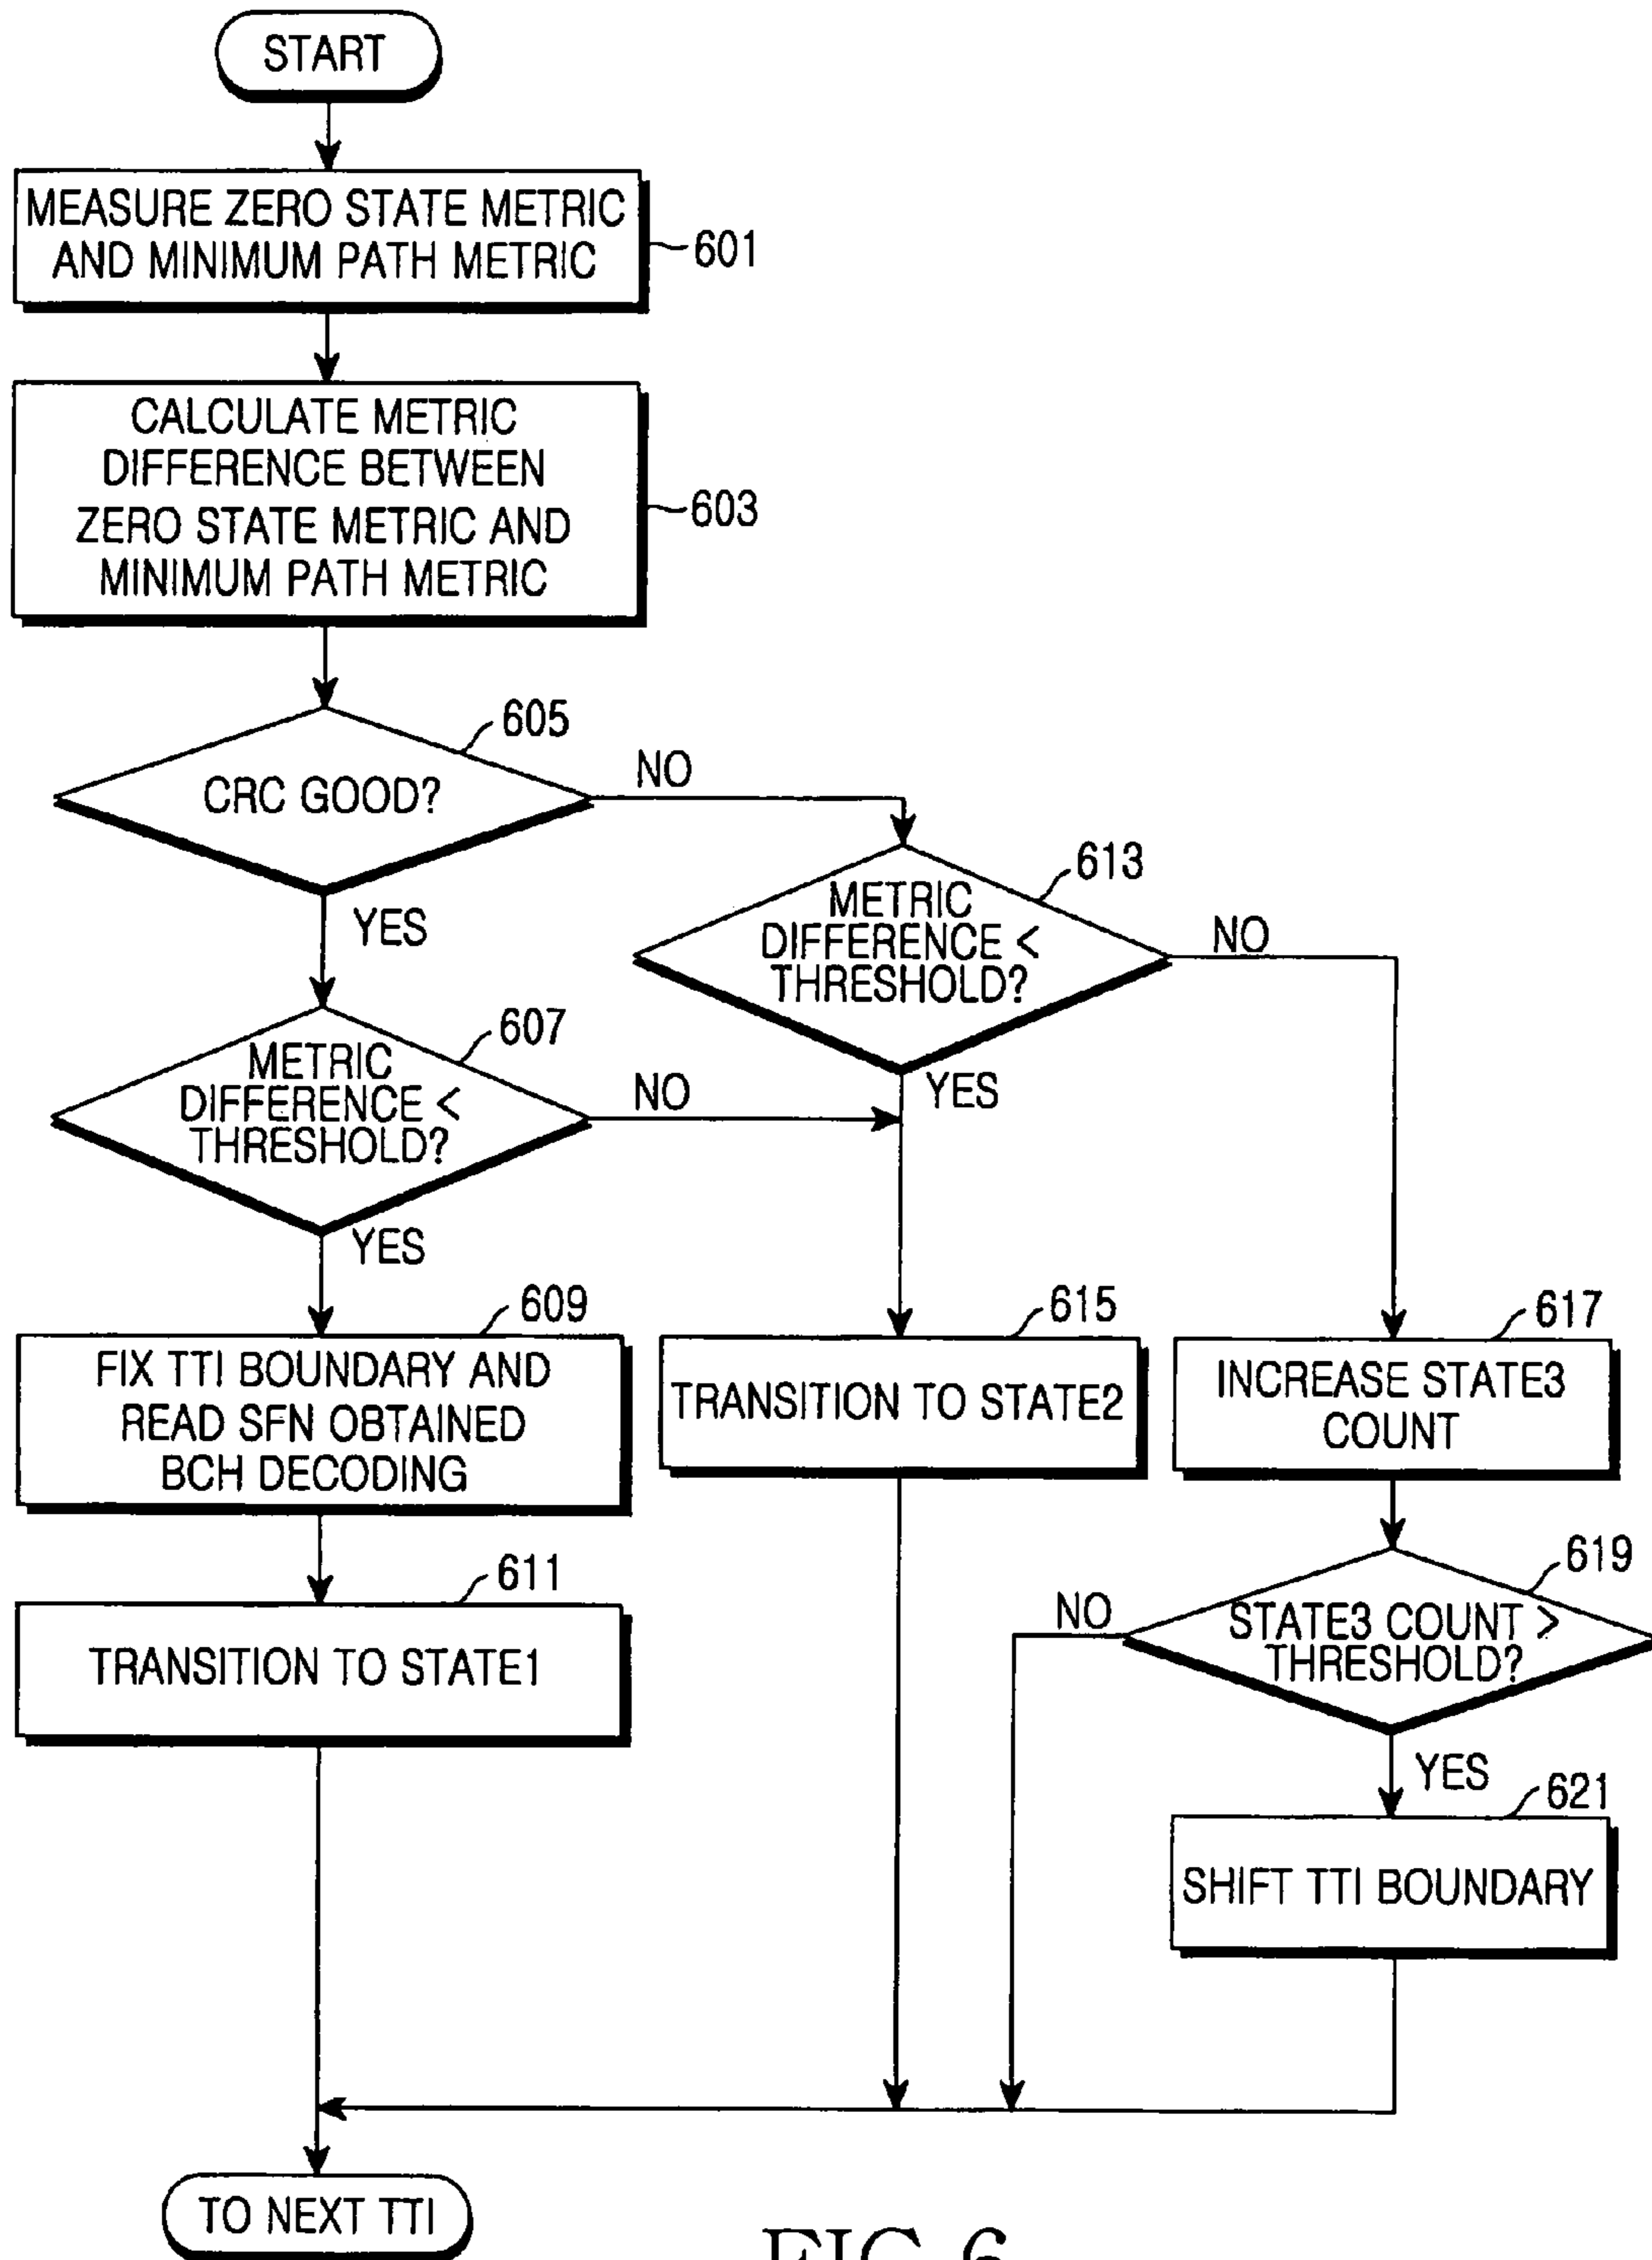 START
MEASURE ZERO STATE METRIC
AND MINIMUM PATH METRIC
601
CALCULATE METRIC
DIFFERENCE BETWEEN
ZERO STATE METRIC AND
MINIMUM PATH METRIC
603
605
CRC GOOD?
NO
YES
613
METRIC
DIFFERENCE <
THRESHOLD?
NO
YES
607
METRIC
DIFFERENCE <
THRESHOLD?
NO
YES
609
FIX TTI BOUNDARY AND
READ SFN OBTAINED
BCH DECODING
615
TRANSITION TO STATE2
617
INCREASE STATE3
COUNT
611
TRANSITION TO STATE1
619
STATE3 COUNT >
THRESHOLD?
NO
YES
621
SHIFT TTI BOUNDARY
TO NEXT TTI
FIG.6